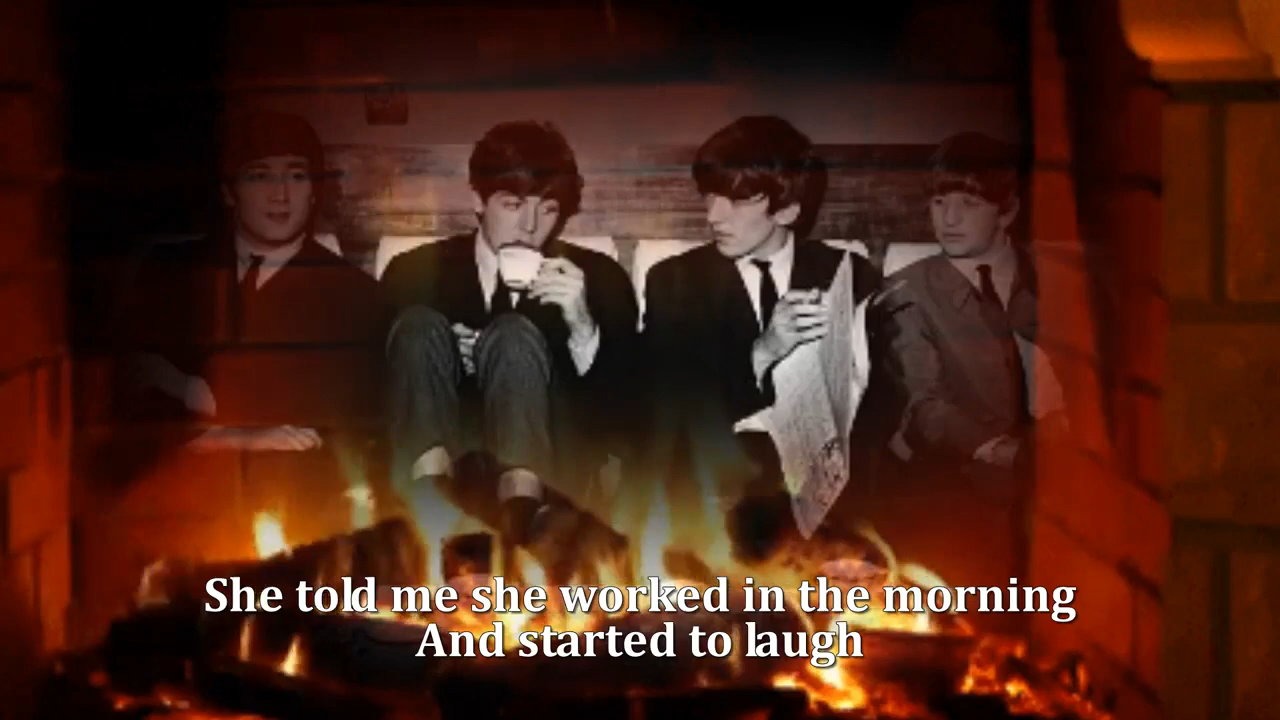 She told me she worked in the morning
And started to laugh